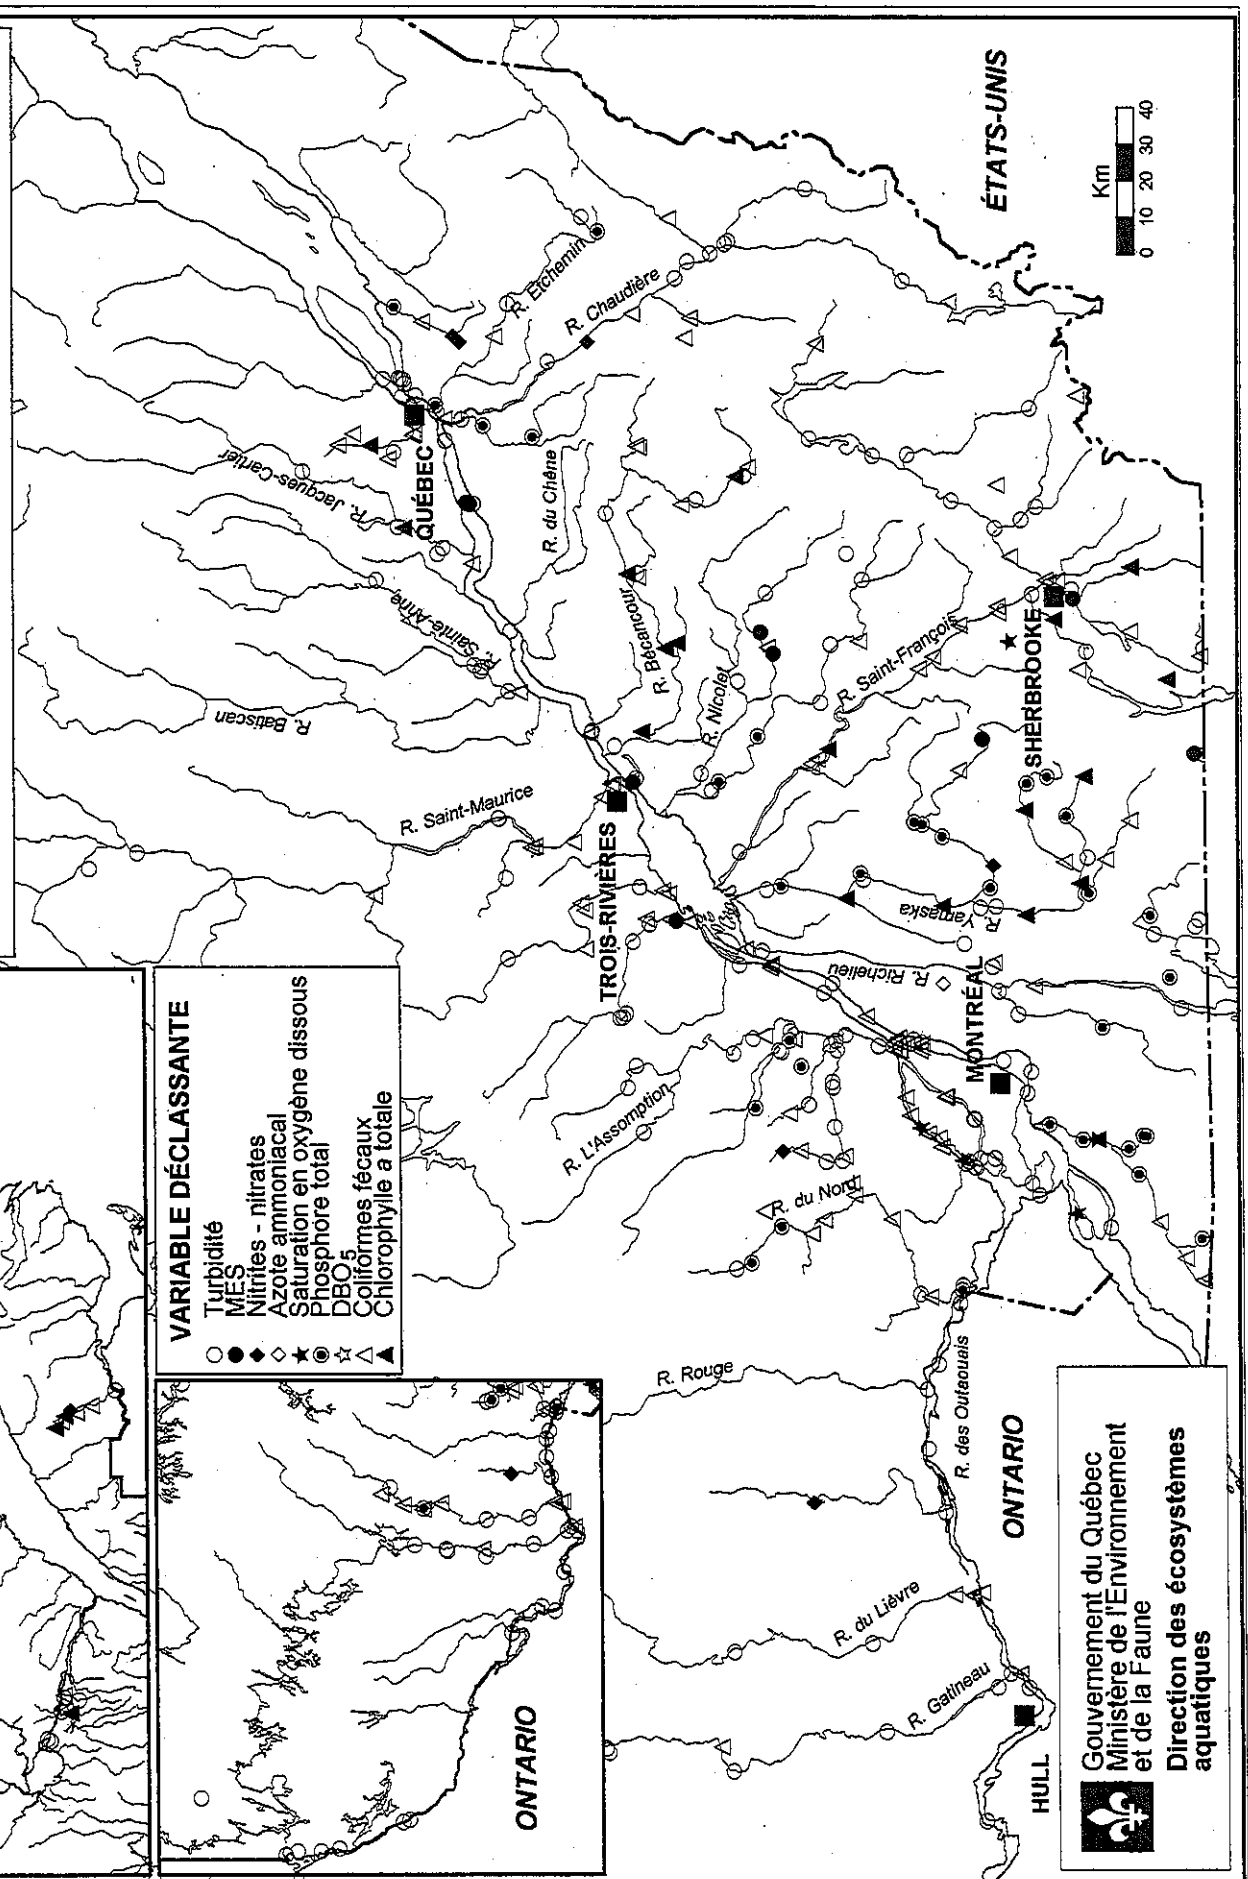 VARIABLE DÉCLASSANTE
Turbidité
MES
Nitrites - nitrates
Azote ammoniacal
Saturation en oxygène dissous
Phosphore total
DBO5
Coliformes fécaux
Chlorophylle a totale
ONTARIO
R. Jacques-Cartier
QUÉBEC
R. Etchemin
R. Chaudière
R. Sainte-Anne
R. du Chêne
R. Batiscan
R. Bécancour
R. Saint-Maurice
R. Nicolet
TROIS-RIVIÈRES
R. Saint-François
SHERBROOKE
R. Yamaska
R. Richelieu
R. L'Assomption
MONTRÉAL
R. du Nord
R. Rouge
R. des Outaouais
ONTARIO
R. du Lièvre
R. Gatineau
HULL
ÉTATS-UNIS
Km
0 10 20 30 40
Gouvernement du Québec
Ministère de l'Environnement
et de la Faune
Direction des écosystèmes
aquatiques